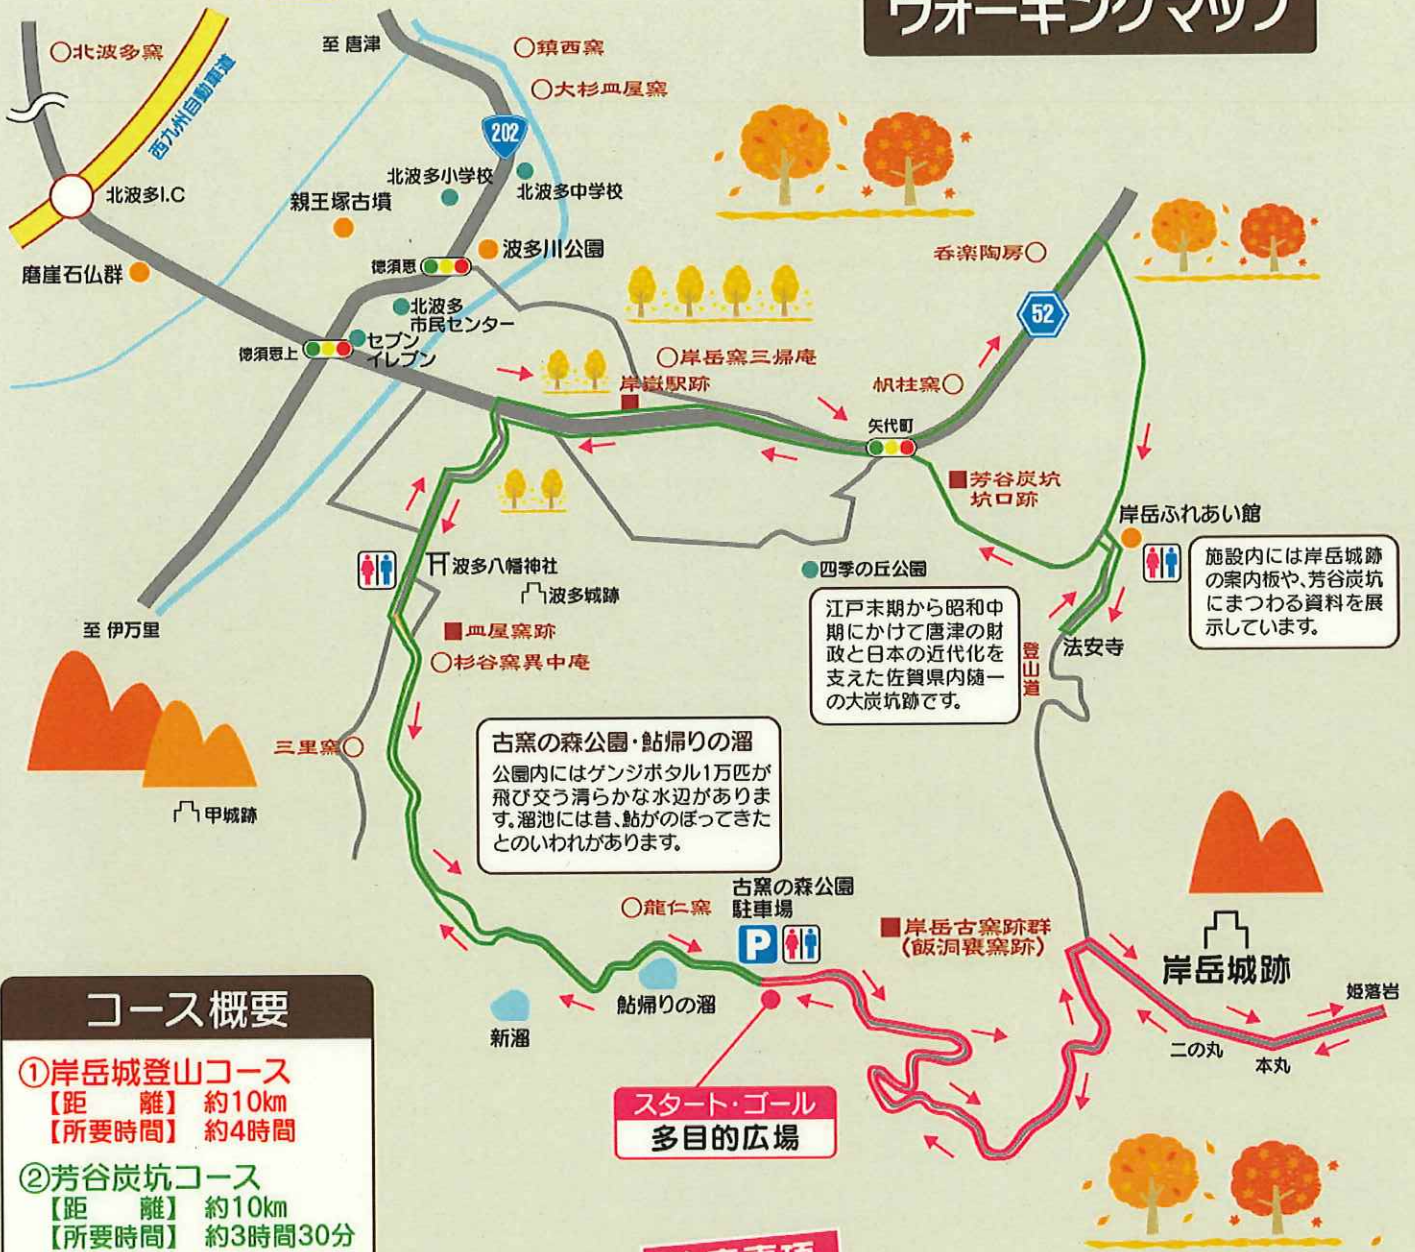 ウォーキングマップ
北波多窯
西九州自動車道
至 唐津
鎮西窯
大杉皿屋窯
202
北波多I.C
北波多小学校
北波多中学校
親王塚古墳
波多川公園
徳須恵
磨崖石仏群
北波多
市民センター
徳須恵上
セブン
イレブン
呑楽陶房
52
岸岳窯三帰庵
岸嶽駅跡
帆柱窯
矢代町
芳谷炭坑
坑口跡
岸岳ふれあい館
施設内には岸岳城跡
の案内板や、芳谷炭坑
にまつわる資料を展
示しています。
波多八幡神社
波多城跡
四季の丘公園
江戸末期から昭和中
期にかけて唐津の財
政と日本の近代化を
支えた佐賀県内随一
の大炭坑跡です。
登山道
法安寺
至 伊万里
皿屋窯跡
杉谷窯異中庵
三里窯
甲城跡
古窯の森公園・鮎帰りの溜
公園内にはゲンジボタル1万匹が
飛び交う清らかな水辺がありま
す。溜池には昔、鮎がのぼってきた
とのいわれがあります。
龍仁窯
古窯の森公園
駐車場
P
岸岳古窯跡群
(飯洞甕窯跡)
岸岳城跡
姫落岩
二の丸
本丸
鮎帰りの溜
新溜
スタート・ゴール
多目的広場
コース概要
①岸岳城登山コース
【距 離】 約10km
【所要時間】 約4時間
②芳谷炭坑コース
【距 離】 約10km
【所要時間】 約3時間30分